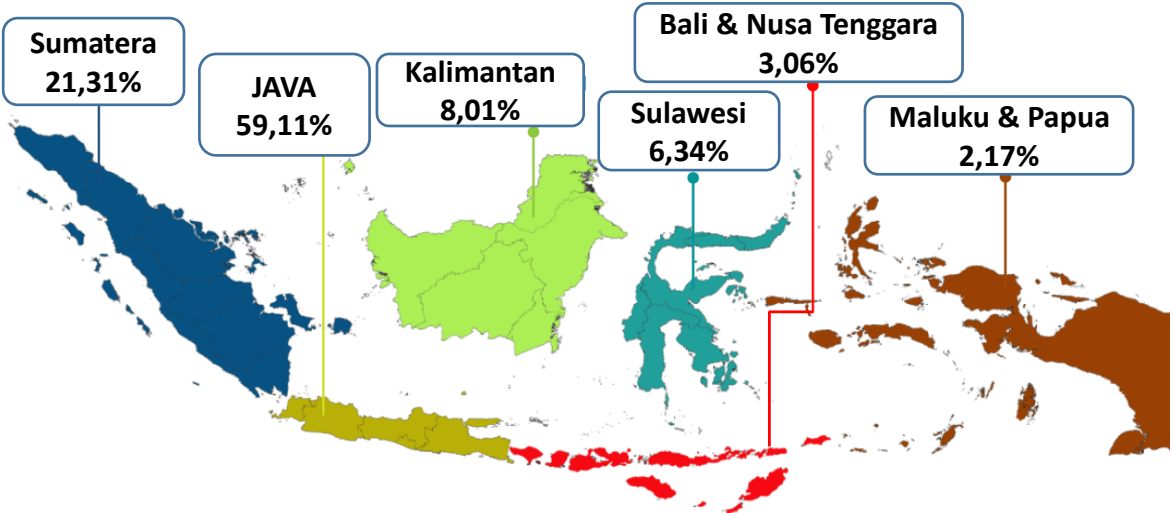 Sumatera
21,31%
JAVA
59,11%
Kalimantan
8,01%
Bali & Nusa Tenggara
3,06%
Sulawesi
6,34%
Maluku & Papua
2,17%